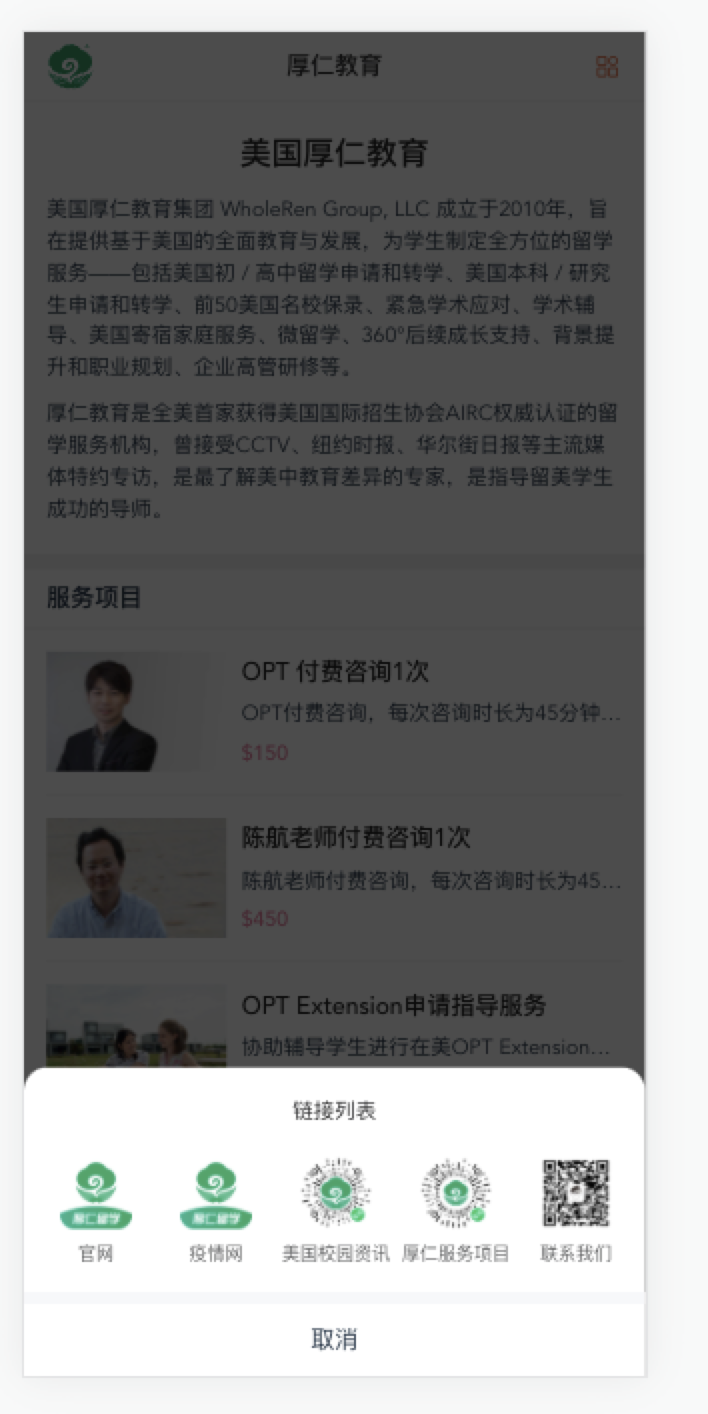 厚仁教育
美国厚仁教育
美国厚仁教育集团 WholeRen Group, LLC 成立于2010年，旨
在提供基于美国的全面教育与发展，为学生制定全方位的留学
服务——包括美国初 / 高中留学申请和转学、美国本科 / 研究
生申请和转学、前50美国名校保录、紧急学术应对、学术辅
导、美国寄宿家庭服务、微留学、360°后续成长支持、背景提
升和职业规划、企业高管研修等。
厚仁教育是全美首家获得美国国际招生协会AIRC权威认证的留
学服务机构，曾接受CCTV、纽约时报、华尔街日报等主流媒
体特约专访，是最了解美中教育差异的专家，是指导留美学生
成功的导师。
服务项目
OPT 付费咨询1次
OPT付费咨询，每次咨询时长为45分钟...
$150
陈航老师付费咨询1次
陈航老师付费咨询，每次咨询时长为45...
$450
OPT Extension申请指导服务
协助辅导学生进行在美OPT Extension...
链接列表
厚仁留学 厚仁留学
官网 疫情网 美国校园资讯 厚仁服务项目 联系我们
取消